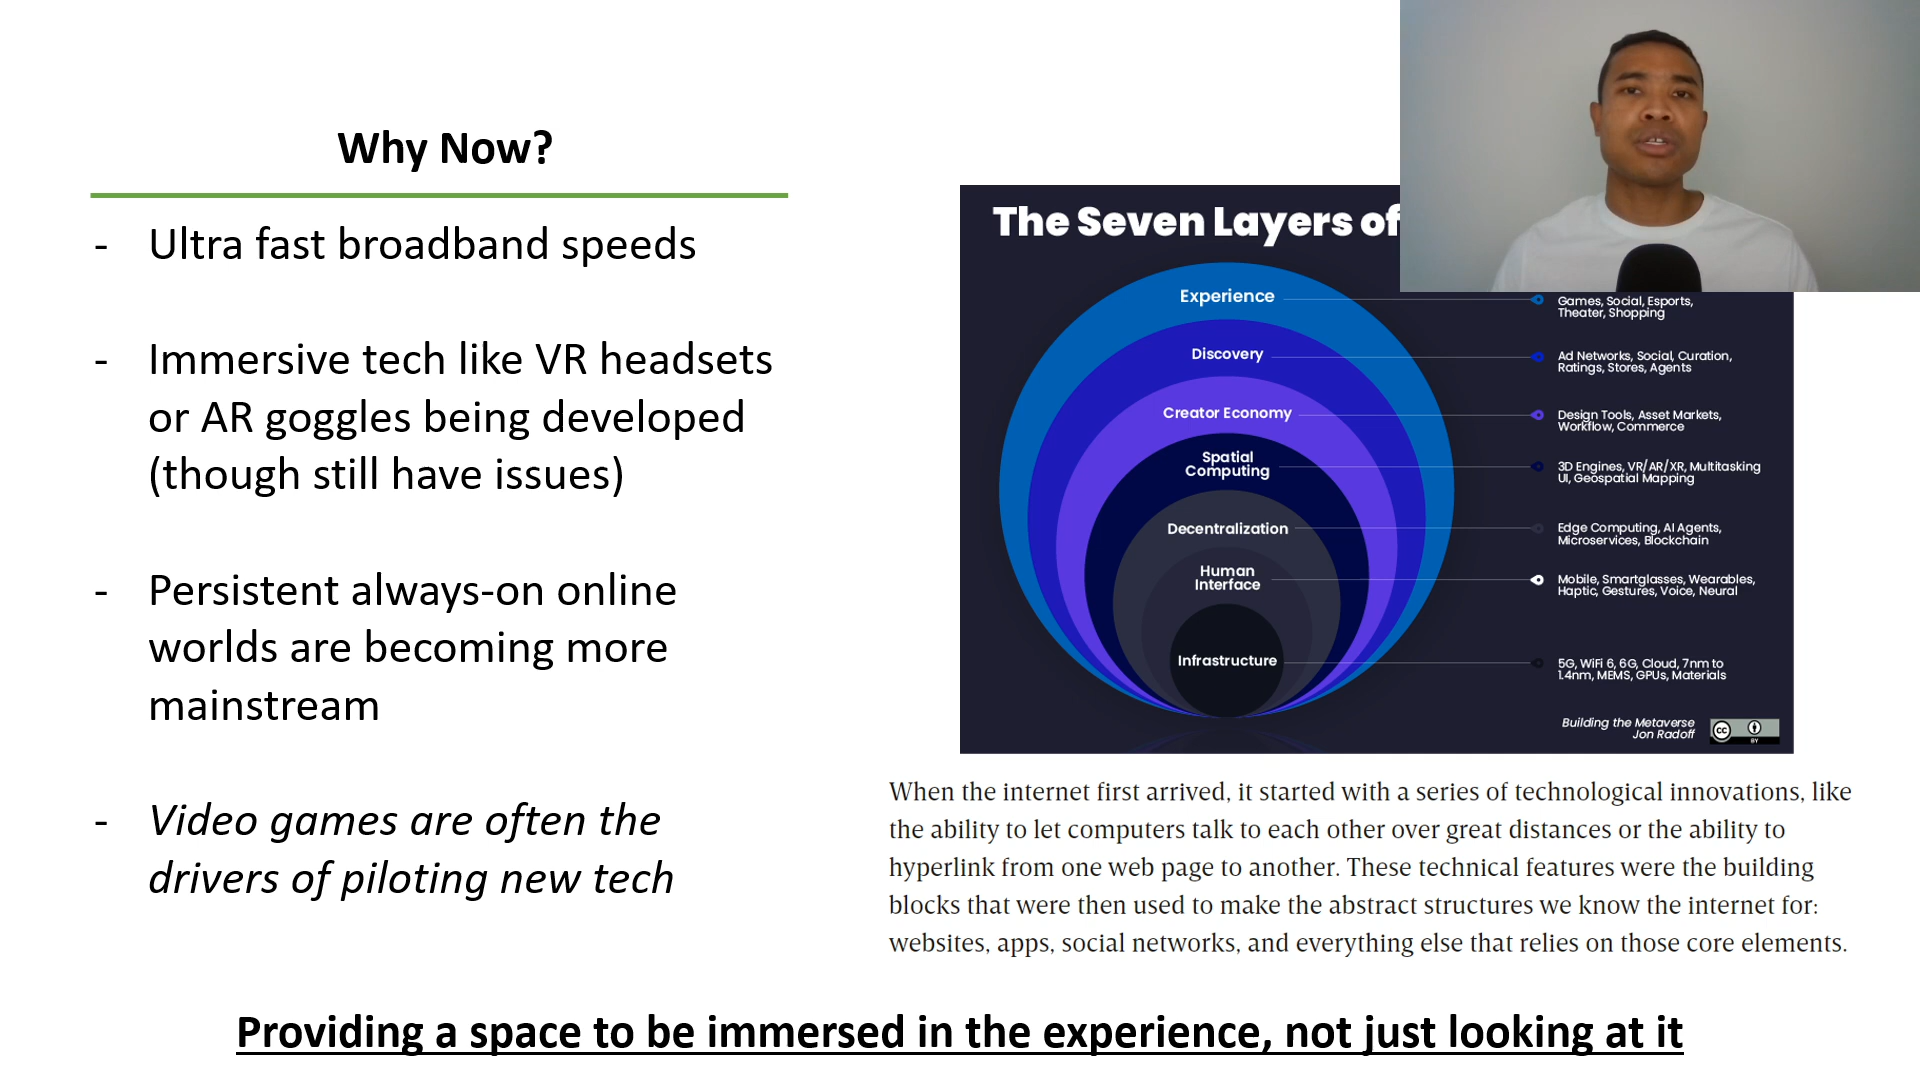 Why Now?
- Ultra fast broadband speeds
- Immersive tech like VR headsets
or AR goggles being developed
(though still have issues)
- Persistent always-on online
worlds are becoming more
mainstream
- Video games are often the
drivers of piloting new tech
The Seven Layers of
Experience
Games, Social, Esports,
Theater, Shopping
Discovery
Ad Networks, Social, Curation,
Ratings, Stores, Agents
Creator Economy
Design Tools, Asset Markets,
Workflow, Commerce
Spatial
Computing
3D Engines, VR/AR/XR, Multitasking
UI, Geospatial Mapping
Decentralization
Edge Computing, AI Agents,
Microservices, Blockchain
Human
Interface
Mobile, Smartglasses, Wearables,
Haptic, Gestures, Voice, Neural
Infrastructure
5G, WiFi 6, 6G, Cloud, 7nm to
1.4nm, MEMS, GPUs, Materials
Building the Metaverse
Jon Radoff
CC
BY
When the internet first arrived, it started with a series of technological innovations, like
the ability to let computers talk to each other over great distances or the ability to
hyperlink from one web page to another. These technical features were the building
blocks that were then used to make the abstract structures we know the internet for:
websites, apps, social networks, and everything else that relies on those core elements.
Providing a space to be immersed in the experience, not just looking at it